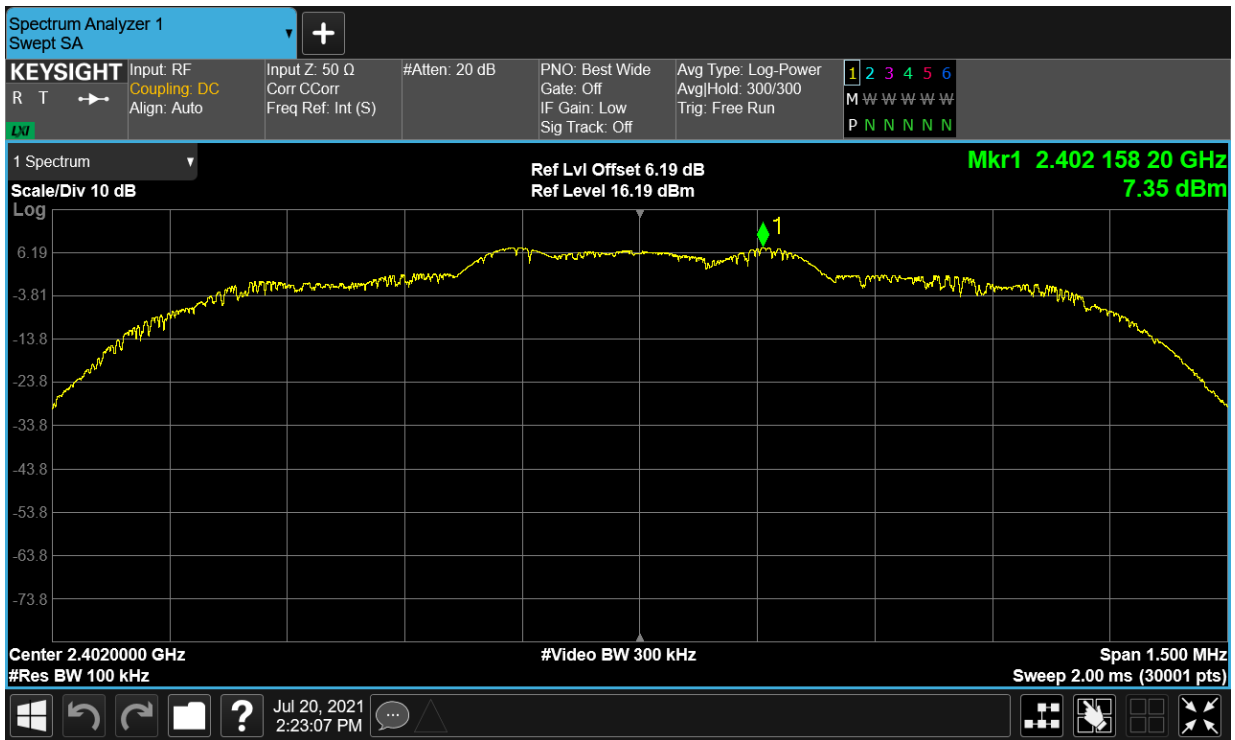 Spectrum Analyzer 1
Swept SA
+
KEYSIGHT
R T
LXI
Input: RF
Coupling: DC
Align: Auto
Input Z: 50 Ω
Corr CCorr
Freq Ref: Int (S)
#Atten: 20 dB
PNO: Best Wide
Gate: Off
IF Gain: Low
Sig Track: Off
Avg Type: Log-Power
Avg|Hold: 300/300
Trig: Free Run
1 2 3 4 5 6
M W W W W W
P N N N N N
1 Spectrum
Scale/Div 10 dB
Log
Ref Lvl Offset 6.19 dB
Ref Level 16.19 dBm
Mkr1 2.402 158 20 GHz
7.35 dBm
1
6.19
-3.81
-13.8
-23.8
-33.8
-43.8
-53.8
-63.8
-73.8
Center 2.4020000 GHz
#Res BW 100 kHz
#Video BW 300 kHz
Span 1.500 MHz
Sweep 2.00 ms (30001 pts)
?
Jul 20, 2021
2:23:07 PM